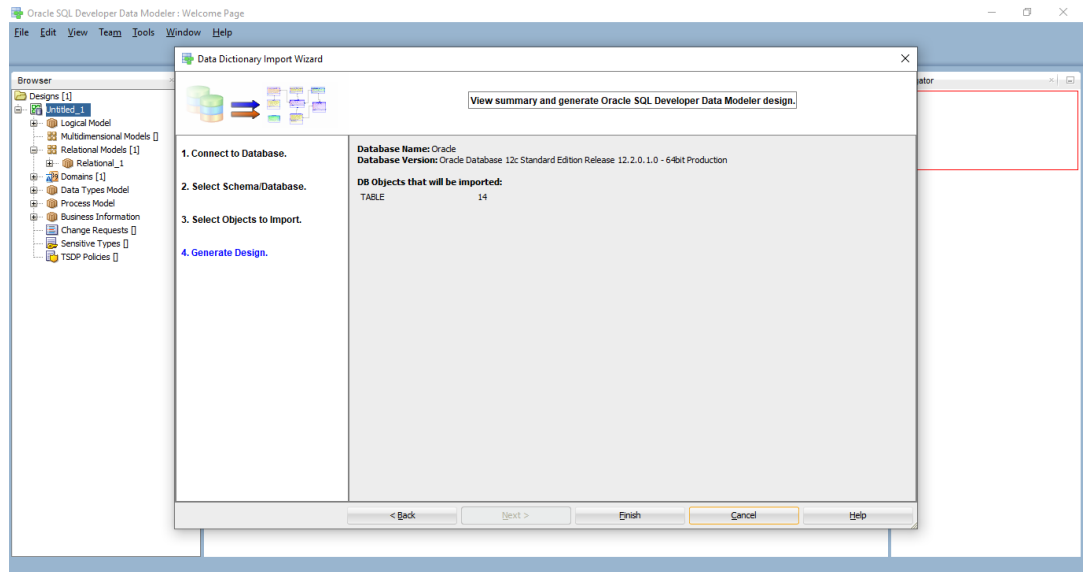 Oracle SQL Developer Data Modeler : Welcome Page
File Edit View Team Tools Window Help
Data Dictionary Import Wizard
Browser
Designs [1]
Untitled_1
Logical Model
Multidimensional Models []
Relational Models [1]
Relational_1
Domains [1]
Data Types Model
Process Model
Business Information
Change Requests []
Sensitive Types []
TSDP Policies []
View summary and generate Oracle SQL Developer Data Modeler design.
1. Connect to Database.
2. Select Schema/Database.
3. Select Objects to Import.
4. Generate Design.
Database Name: Oracle
Database Version: Oracle Database 12c Standard Edition Release 12.2.0.1.0 - 64bit Production
DB Objects that will be imported:
TABLE 14
ator
< Back Next > Finish Cancel Help